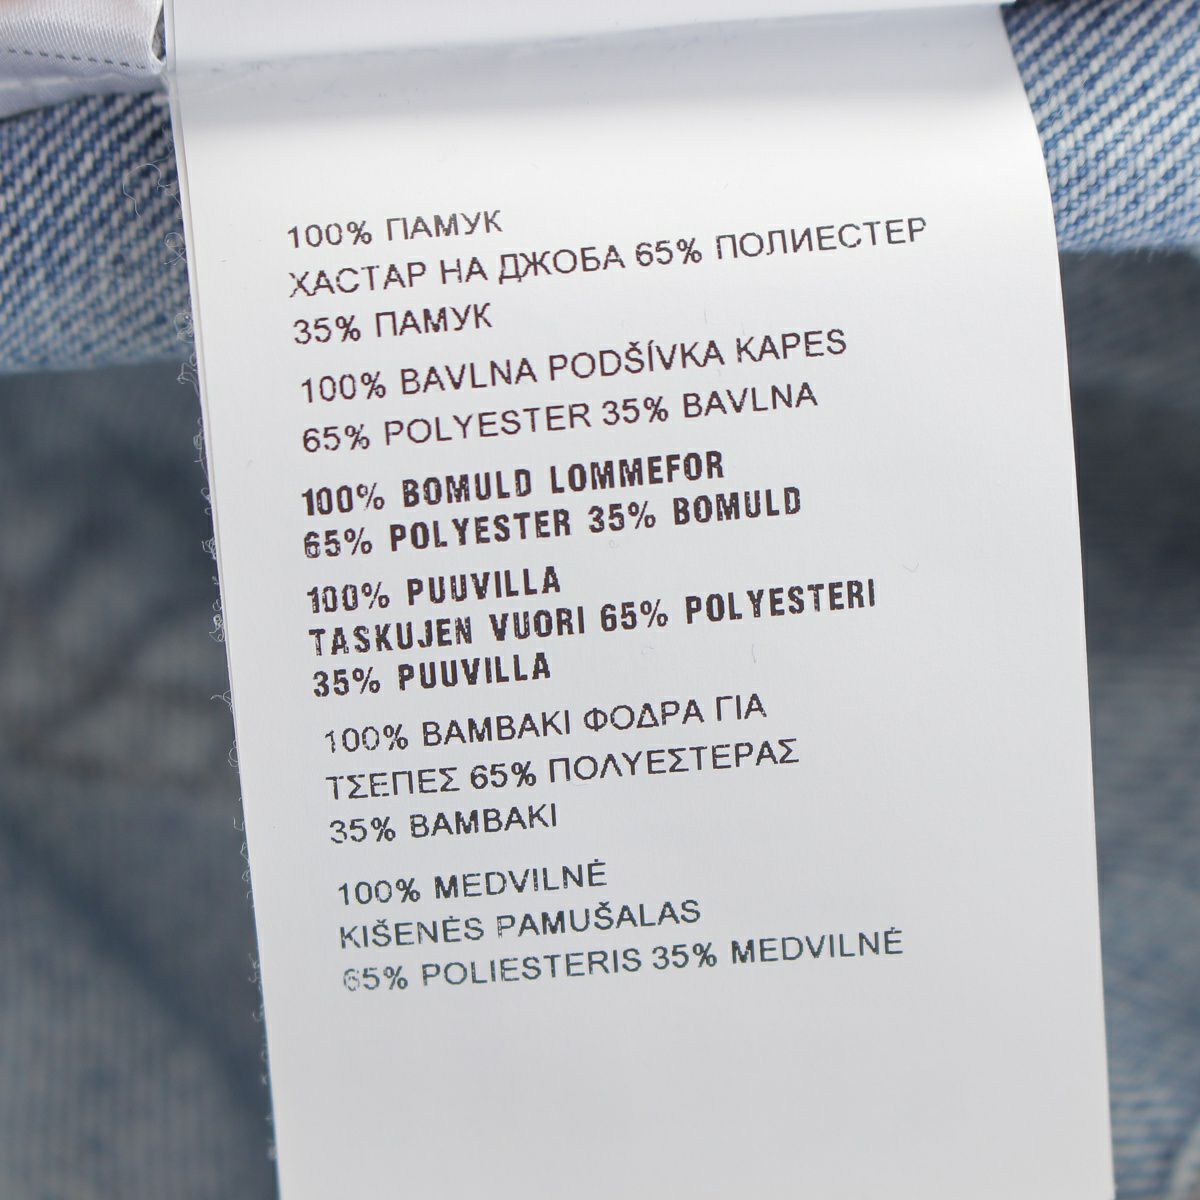 100% ПАМУК
ХАСТАР НА ДЖОБА 65% ПОЛИЕСТЕР
35% ПАМУК
100% BAVLNA PODŠÍVKA KAPES
65% POLYESTER 35% BAVLNA
100% BOMULD LOMMEFOR
65% POLYESTER 35% BOMULD
100% PUUVILLA
TASKUJEN VUORI 65% POLYESTERI
35% PUUVILLA
100% ΒΑΜΒΑΚΙ ΦΟΔΡΑ ΓΙΑ
ΤΣΕΠΕΣ 65% ΠΟΛΥΕΣΤΕΡΑΣ
35% ΒΑΜΒΑΚΙ
100% MEDVILNĖ
KIŠENĖS PAMUŠALAS
65% POLIESTERIS 35% MEDVILNĖ